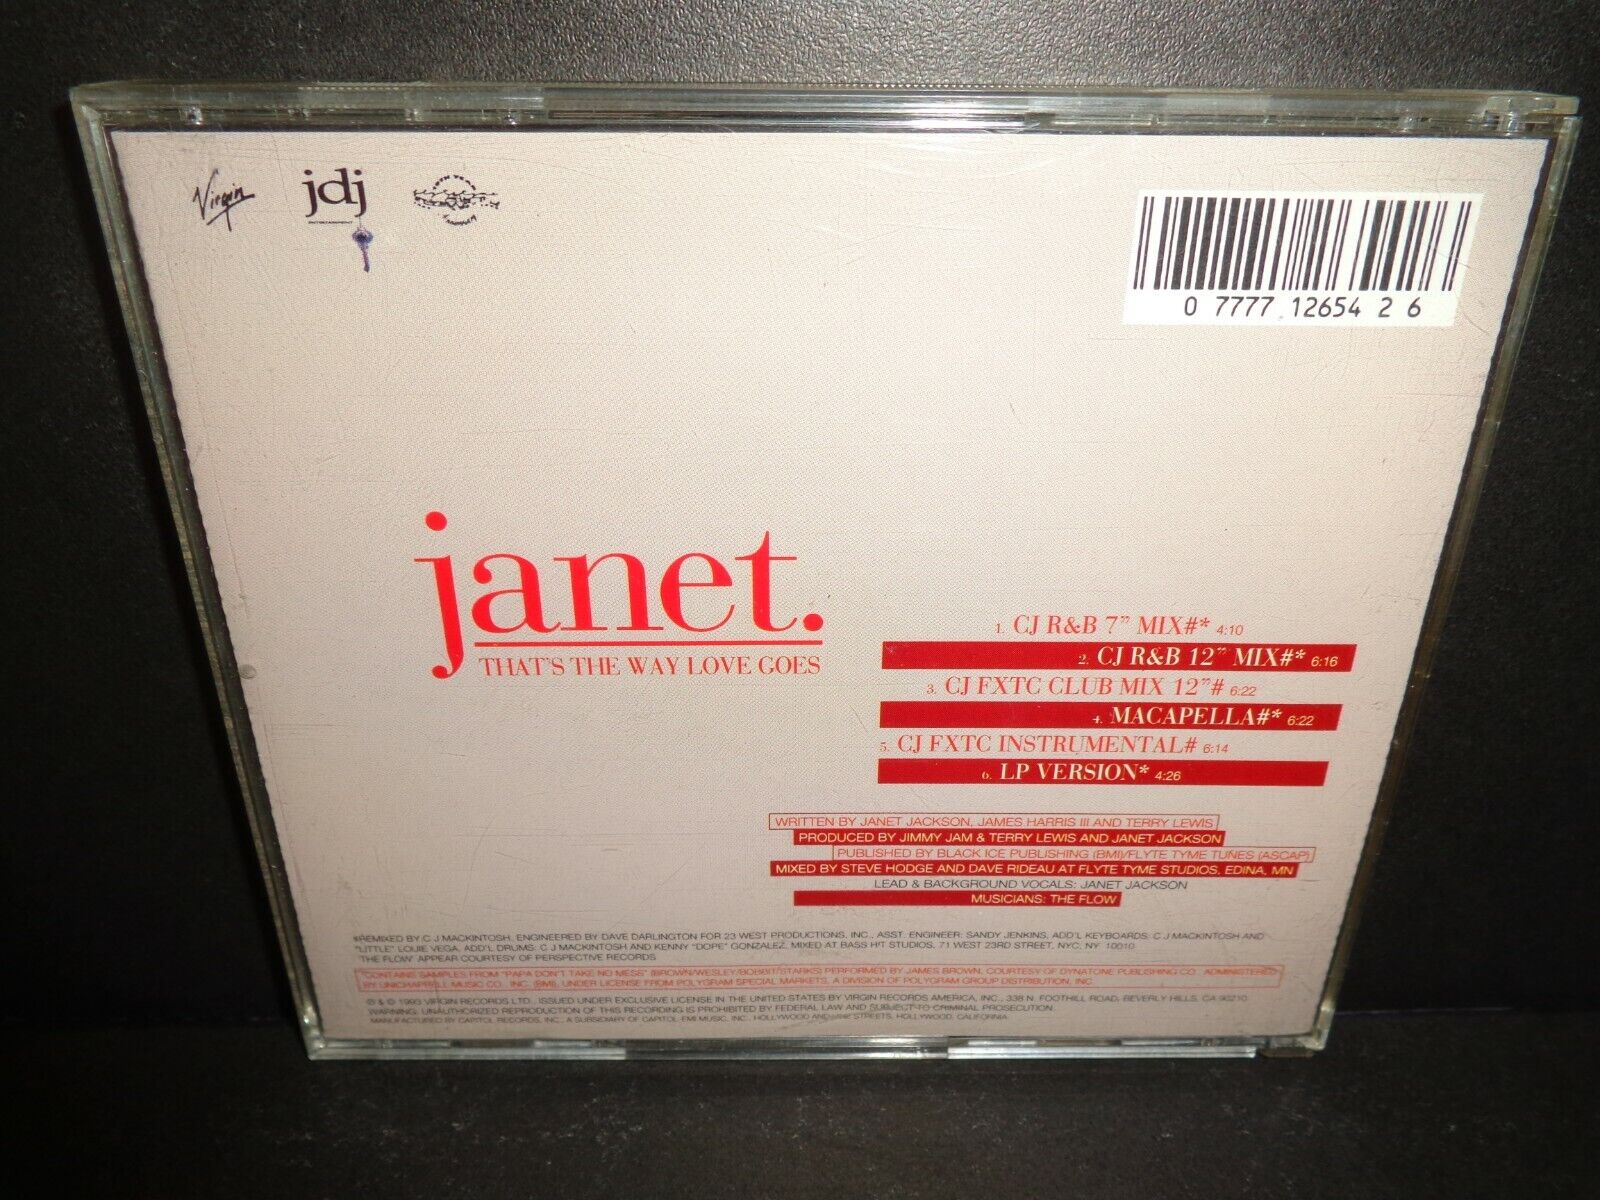 Virgin
jdj
ENTERTAINMENT
0 7777 12654 2 6
janet.
THAT'S THE WAY LOVE GOES
1. CJ R&B 7" MIX#* 4:10
2. CJ R&B 12" MIX#* 6:16
3. CJ FXTC CLUB MIX 12"# 6:22
4. MACAPELLA#* 6:22
5. CJ FXTC INSTRUMENTAL# 6:14
6. LP VERSION* 4:26
WRITTEN BY JANET JACKSON, JAMES HARRIS III AND TERRY LEWIS
PRODUCED BY JIMMY JAM & TERRY LEWIS AND JANET JACKSON
PUBLISHED BY BLACK ICE PUBLISHING (BMI)/FLYTE TYME TUNES (ASCAP)
MIXED BY STEVE HODGE AND DAVE RIDEAU AT FLYTE TYME STUDIOS, EDINA, MN
LEAD & BACKGROUND VOCALS: JANET JACKSON
MUSICIANS: THE FLOW
#REMIXED BY C J MACKINTOSH, ENGINEERED BY DAVE DARLINGTON FOR 23 WEST PRODUCTIONS, INC., ASST. ENGINEER: SANDY JENKINS, ADD'L KEYBOARDS: C J MACKINTOSH AND
"LITTLE" LOUIE VEGA, ADD'L DRUMS: C J MACKINTOSH AND KENNY "DOPE" GONZALEZ, MIXED AT BASS HIT STUDIOS, 71 WEST 23RD STREET, NYC, NY 10010
'THE FLOW' APPEAR COURTESY OF PERSPECTIVE RECORDS
*CONTAINS SAMPLES FROM "PAPA DON'T TAKE NO MESS" (BROWN/WESLEY/BOBBIT/STARKS) PERFORMED BY JAMES BROWN, COURTESY OF DYNATONE PUBLISHING CO. ADMINISTERED
BY UNICHAPPELL MUSIC CO. INC (BMI), UNDER LICENSE FROM POLYGRAM SPECIAL MARKETS, A DIVISION OF POLYGRAM GROUP DISTRIBUTION, INC.
℗ & © 1993 VIRGIN RECORDS LTD., ISSUED UNDER EXCLUSIVE LICENSE IN THE UNITED STATES BY VIRGIN RECORDS AMERICA, INC., 338 N. FOOTHILL ROAD, BEVERLY HILLS, CA 90210.
WARNING: UNAUTHORIZED REPRODUCTION OF THIS RECORDING IS PROHIBITED BY FEDERAL LAW AND SUBJECT TO CRIMINAL PROSECUTION.
MANUFACTURED BY CAPITOL RECORDS, INC., A SUBSIDIARY OF CAPITOL-EMI MUSIC, INC., HOLLYWOOD AND VINE STREETS, HOLLYWOOD, CALIFORNIA.